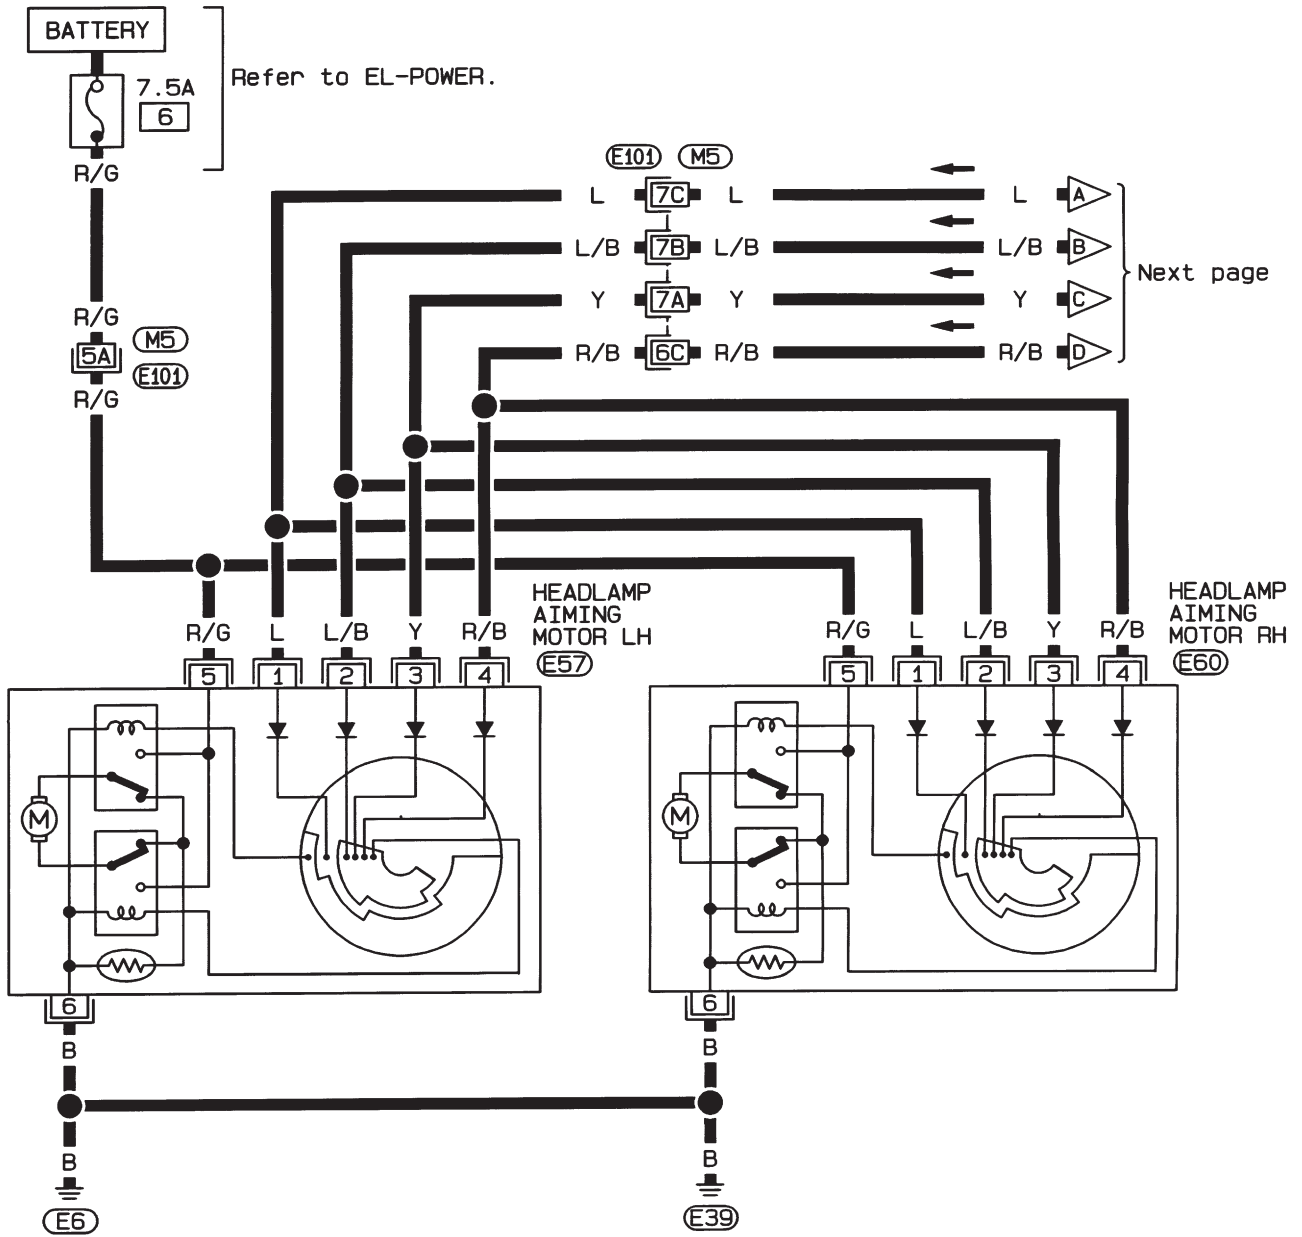 BATTERY
7.5A
6
Refer to EL-POWER.
R/G
E101 M5
L 7C L L A
L/B 7B L/B L/B B
Y 7A Y Y C
R/B 6C R/B R/B D
Next page
R/G
5A
M5
E101
R/G
HEADLAMP
AIMING
MOTOR LH
E57
HEADLAMP
AIMING
MOTOR RH
E60
R/G L L/B Y R/B
5 1 2 3 4
R/G L L/B Y R/B
5 1 2 3 4
M
M
6
6
B
B
B
B
E6
E39